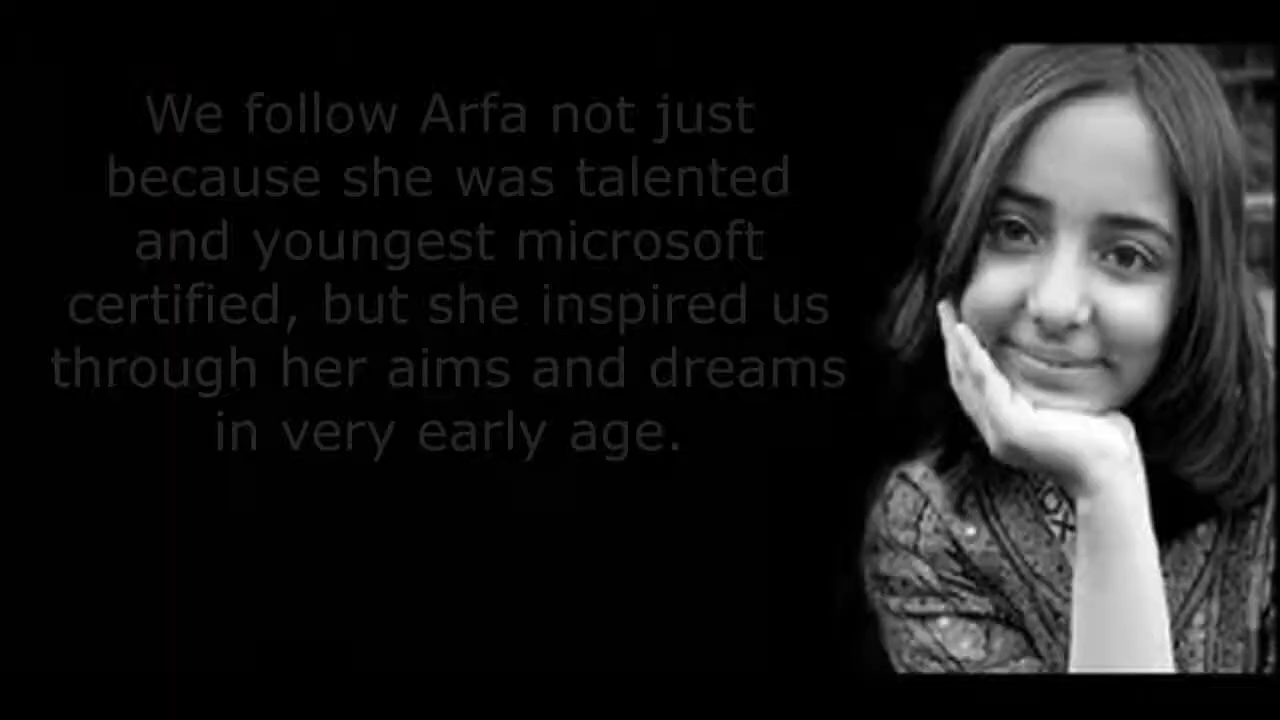 We follow Arfa not just
because she was talented
and youngest microsoft
certified, but she inspired us
through her aims and dreams
in very early age.